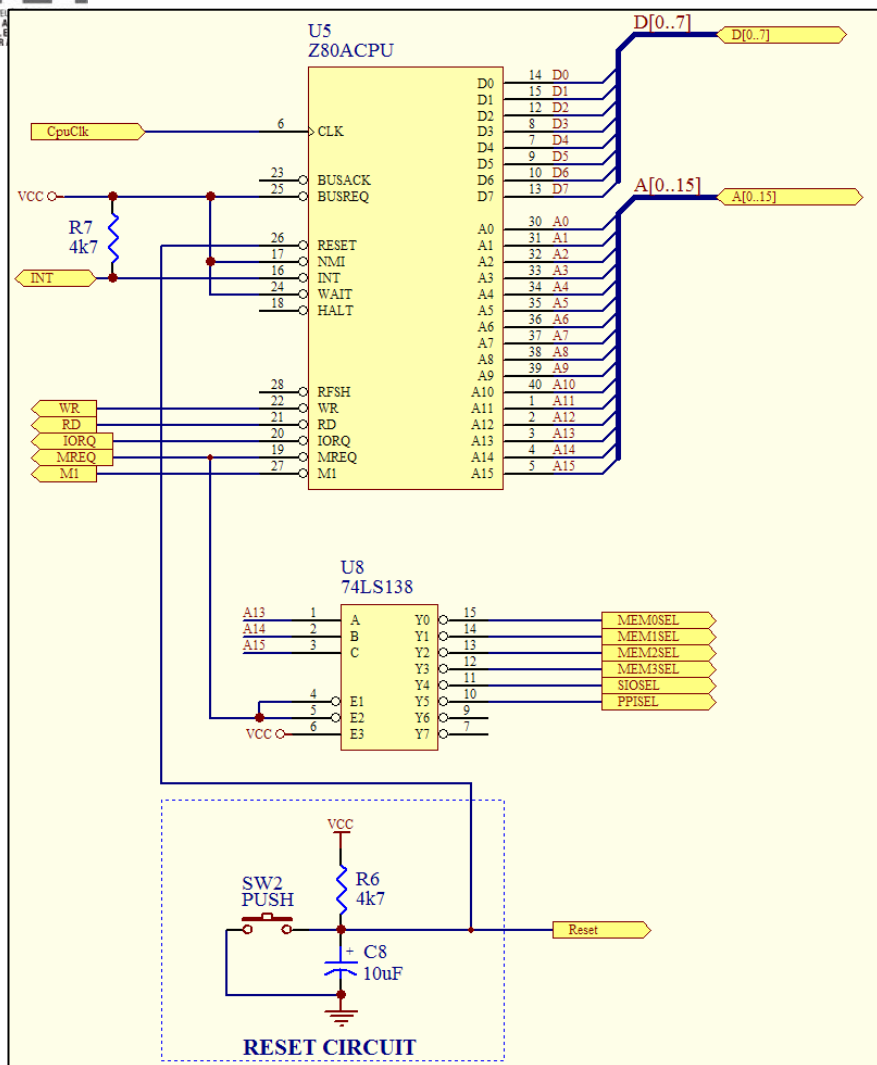 U5
Z80ACPU
D[0..7]
D[0..7]
CpuClk
6
CLK
23
BUSACK
25
BUSREQ
VCC
R7
4k7
26
RESET
17
NMI
INT
16
INT
24
WAIT
18
HALT
28
RFSH
WR
22
WR
RD
21
RD
IORQ
20
IORQ
MREQ
19
MREQ
M1
27
M1
D0
14
D0
D1
15
D1
D2
12
D2
D3
8
D3
D4
7
D4
D5
9
D5
D6
10
D6
D7
13
D7
A[0..15]
A[0..15]
A0
30
A0
A1
31
A1
A2
32
A2
A3
33
A3
A4
34
A4
A5
35
A5
A6
36
A6
A7
37
A7
A8
38
A8
A9
39
A9
A10
40
A10
A11
1
A11
A12
2
A12
A13
3
A13
A14
4
A14
A15
5
A15
U8
74LS138
A13
1
A
A14
2
B
A15
3
C
4
E1
5
E2
VCC
6
E3
Y0
15
MEM0SEL
Y1
14
MEM1SEL
Y2
13
MEM2SEL
Y3
12
MEM3SEL
Y4
11
SIOSEL
Y5
10
PPISEL
Y6
9
Y7
7
VCC
R6
4k7
SW2
PUSH
+
C8
10uF
Reset
RESET CIRCUIT